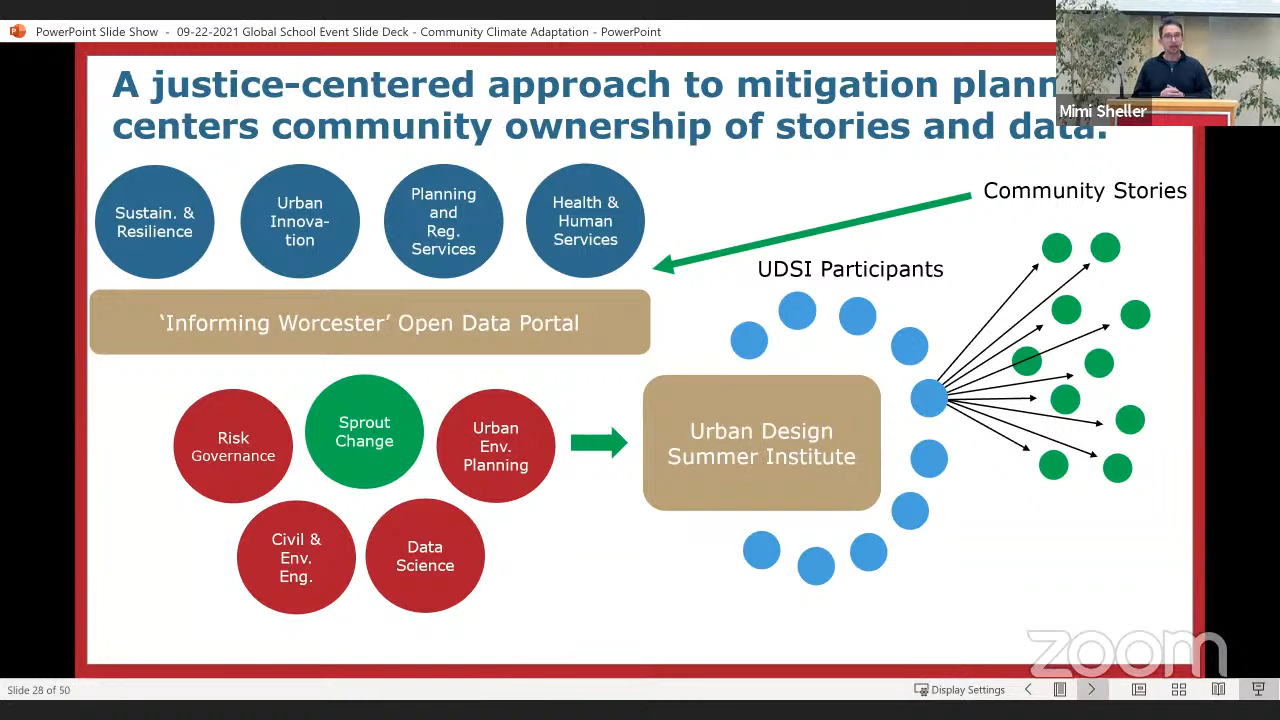 PowerPoint Slide Show - 09-22-2021 Global School Event Slide Deck - Community Climate Adaptation - PowerPoint
A justice-centered approach to mitigation plann
centers community ownership of stories and data.
Mimi Sheller
Sustain. &
Resilience
Urban
Innova-
tion
Planning
and
Reg.
Services
Health &
Human
Services
Community Stories
UDSI Participants
‘Informing Worcester’ Open Data Portal
Risk
Governance
Sprout
Change
Urban
Env.
Planning
Urban Design
Summer Institute
Civil &
Env.
Eng.
Data
Science
zoom
Slide 28 of 50
Display Settings